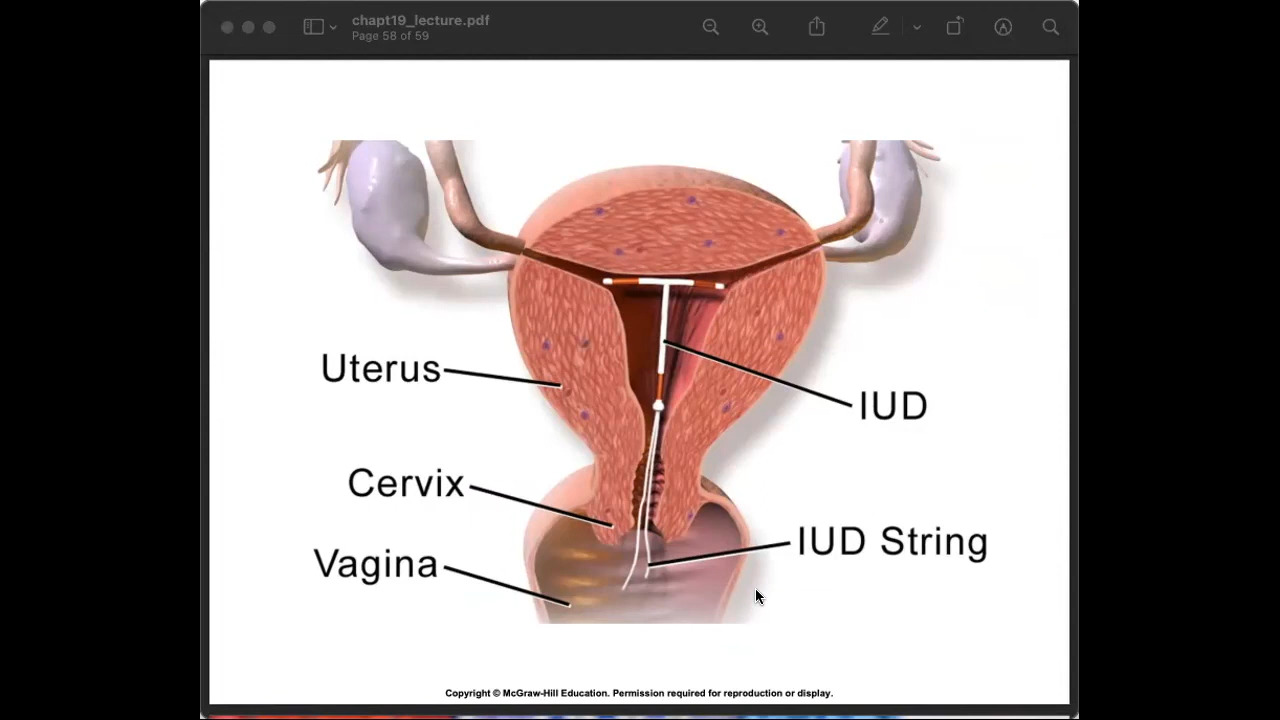 chapt19_lecture.pdf
Page 58 of 59
Uterus
IUD
Cervix
IUD String
Vagina
Copyright © McGraw-Hill Education. Permission required for reproduction or display.